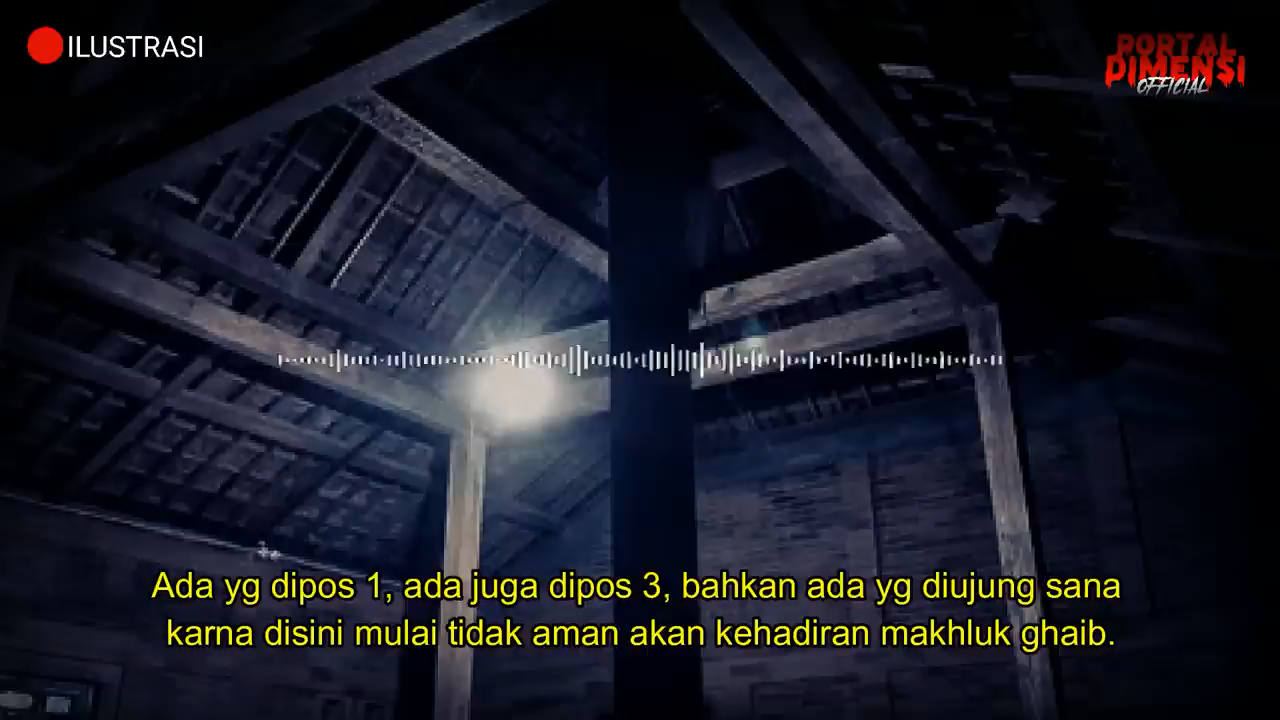 ILUSTRASI
PORTAL
DIMENSI
OFFICIAL
Ada yg dipos 1, ada juga dipos 3, bahkan ada yg diujung sana
karna disini mulai tidak aman akan kehadiran makhluk ghaib.